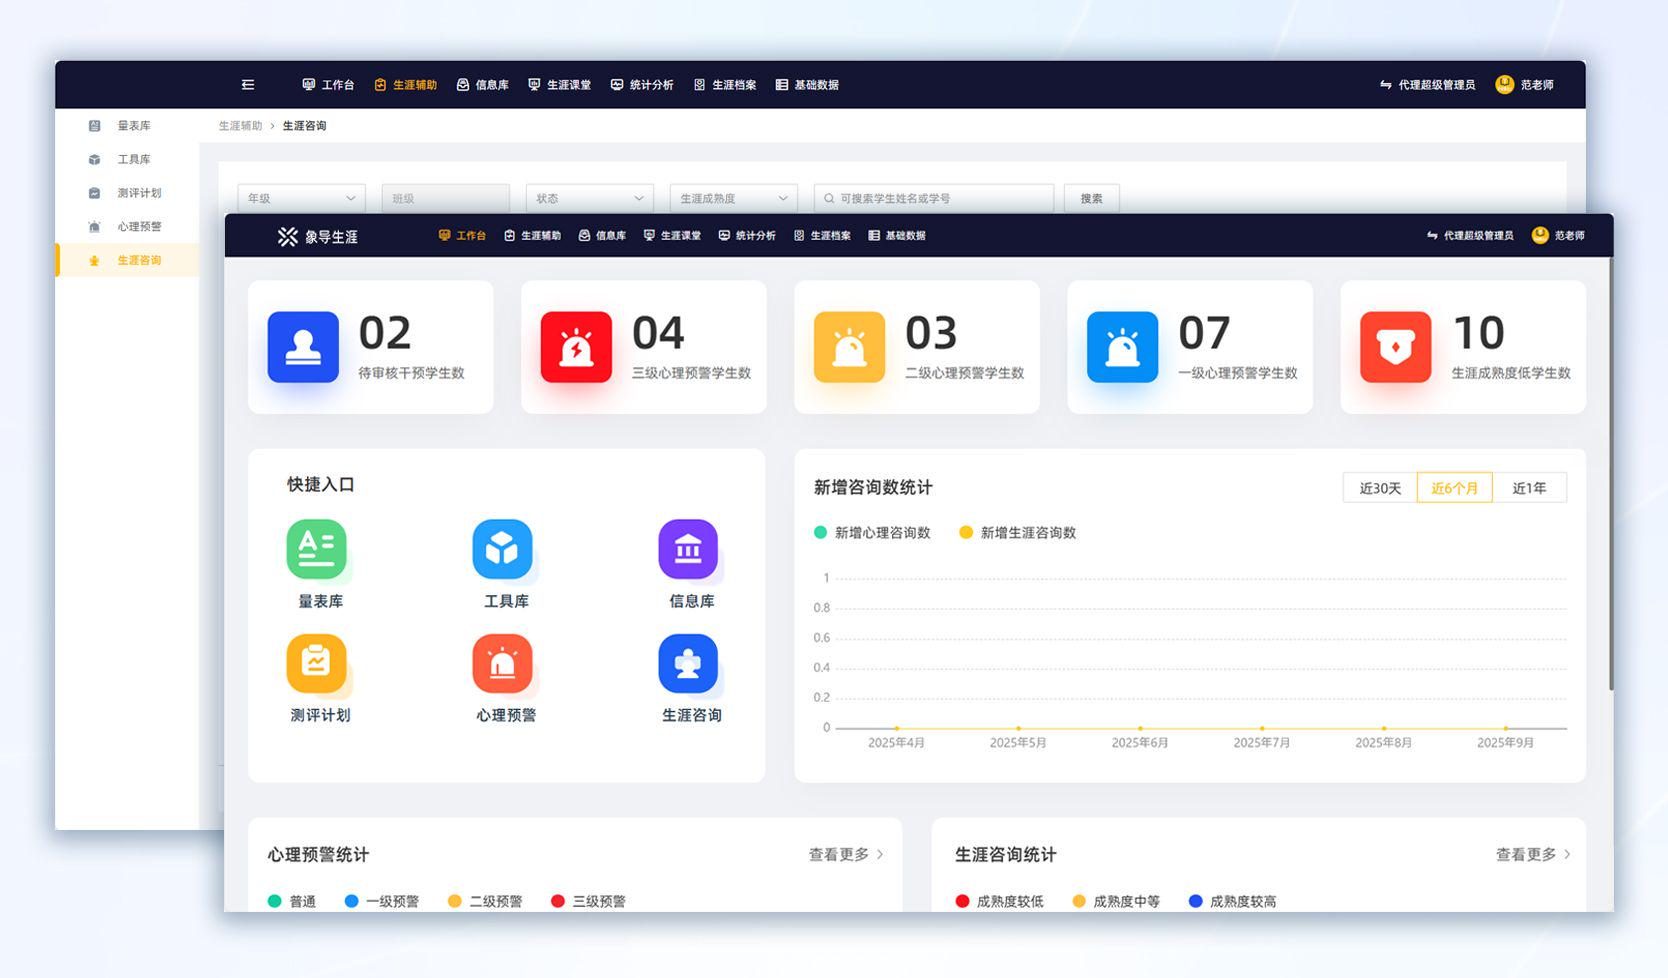 工作台 生涯辅助 信息库 生涯课堂 统计分析 生涯档案 基础数据 代理超级管理员 范老师
量表库
工具库
测评计划
心理预警
生涯咨询
生涯辅助 > 生涯咨询
年级 班级 状态 生涯成熟度 可搜索学生姓名或学号 搜索
象导生涯 工作台 生涯辅助 信息库 生涯课堂 统计分析 生涯档案 基础数据 代理超级管理员 范老师
02
待审核干预学生数
04
三级心理预警学生数
03
二级心理预警学生数
07
一级心理预警学生数
10
生涯成熟度低学生数
快捷入口
量表库 工具库 信息库
测评计划 心理预警 生涯咨询
新增咨询数统计 近30天 近6个月 近1年
新增心理咨询数 新增生涯咨询数
1
0.8
0.6
0.4
0.2
0
2025年4月 2025年5月 2025年6月 2025年7月 2025年8月 2025年9月
心理预警统计 查看更多 >
普通 一级预警 二级预警 三级预警
生涯咨询统计 查看更多 >
成熟度较低 成熟度中等 成熟度较高